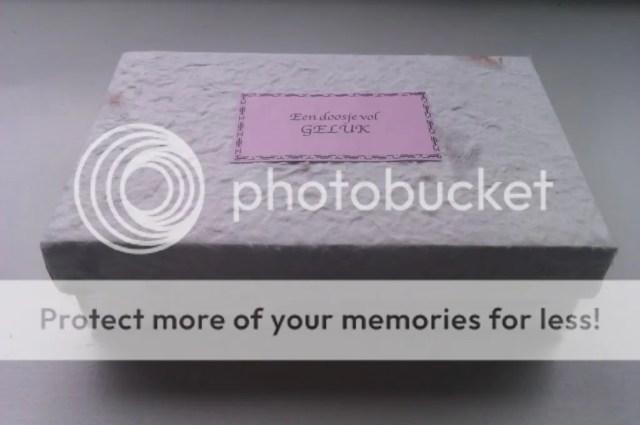 Een doosje vol
GELUK
photobucket
Protect more of your memories for less!